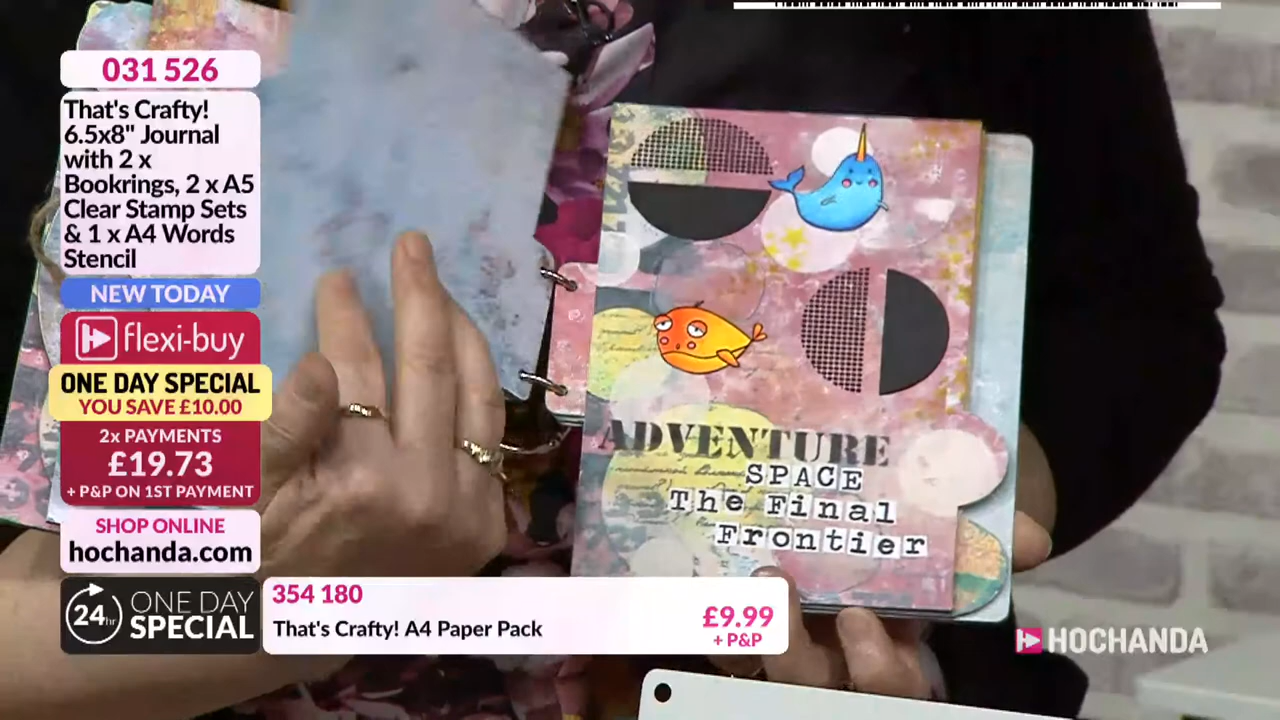 031 526
That's Crafty!
6.5x8" Journal
with 2 x
Bookrings, 2 x A5
Clear Stamp Sets
& 1 x A4 Words
Stencil
NEW TODAY
flexi-buy
ONE DAY SPECIAL
YOU SAVE £10.00
2x PAYMENTS
£19.73
+ P&P ON 1ST PAYMENT
SHOP ONLINE
hochanda.com
24hr ONE DAY
SPECIAL
354 180
That's Crafty! A4 Paper Pack
£9.99
+ P&P
ADVENTURE
SPACE
The Final
Frontier
HOCHANDA